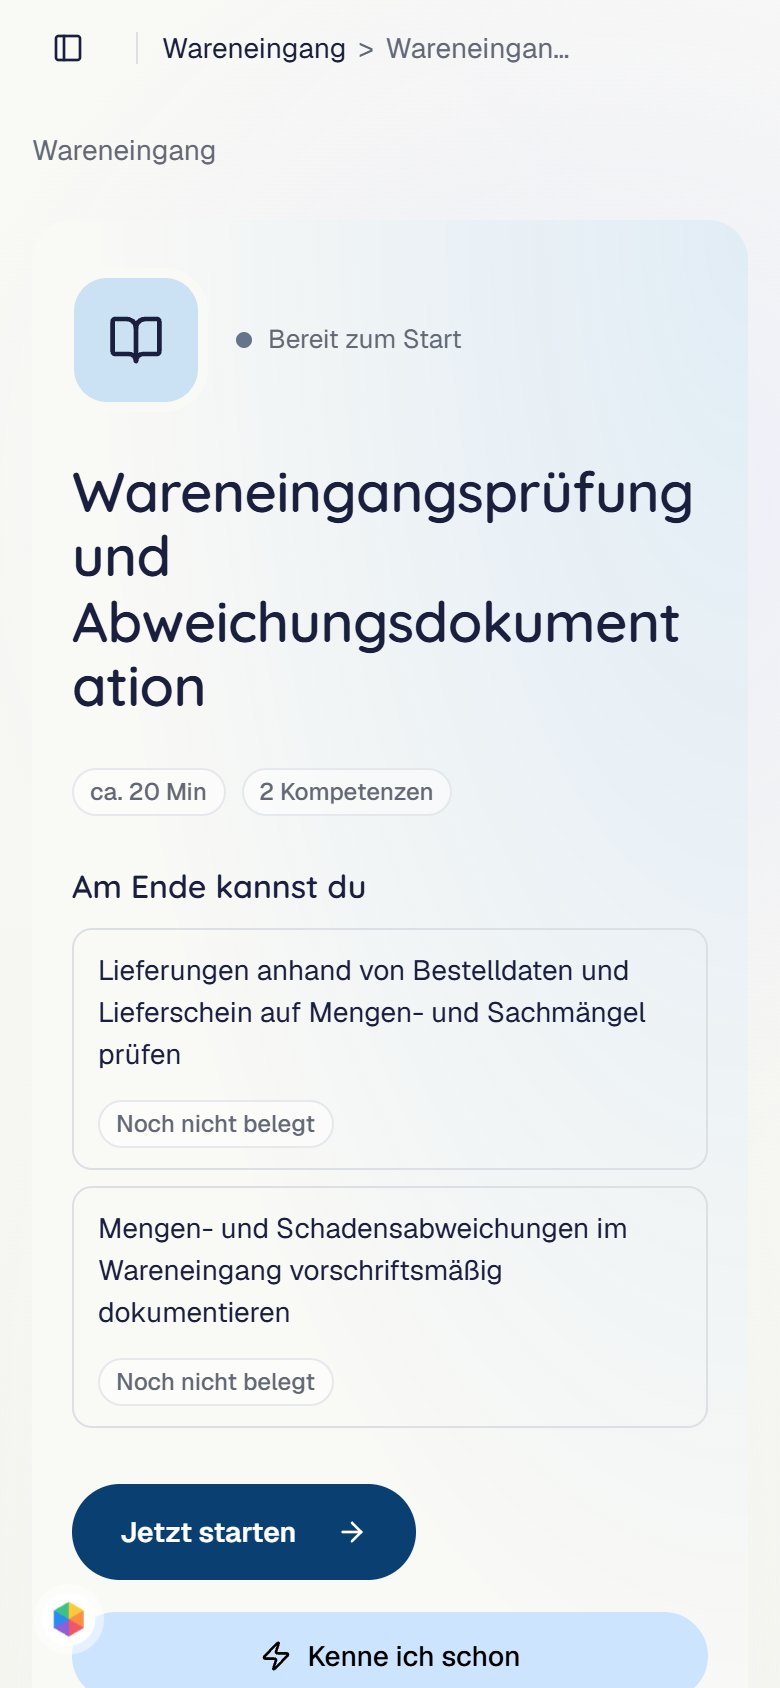 Wareneingang > Wareneingan...
Wareneingang
Bereit zum Start
Wareneingangsprüfung
und
Abweichungsdokument
ation
ca. 20 Min
2 Kompetenzen
Am Ende kannst du
Lieferungen anhand von Bestelldaten und
Lieferschein auf Mengen- und Sachmängel
prüfen
Noch nicht belegt
Mengen- und Schadensabweichungen im
Wareneingang vorschriftsmäßig
dokumentieren
Noch nicht belegt
Jetzt starten
Kenne ich schon